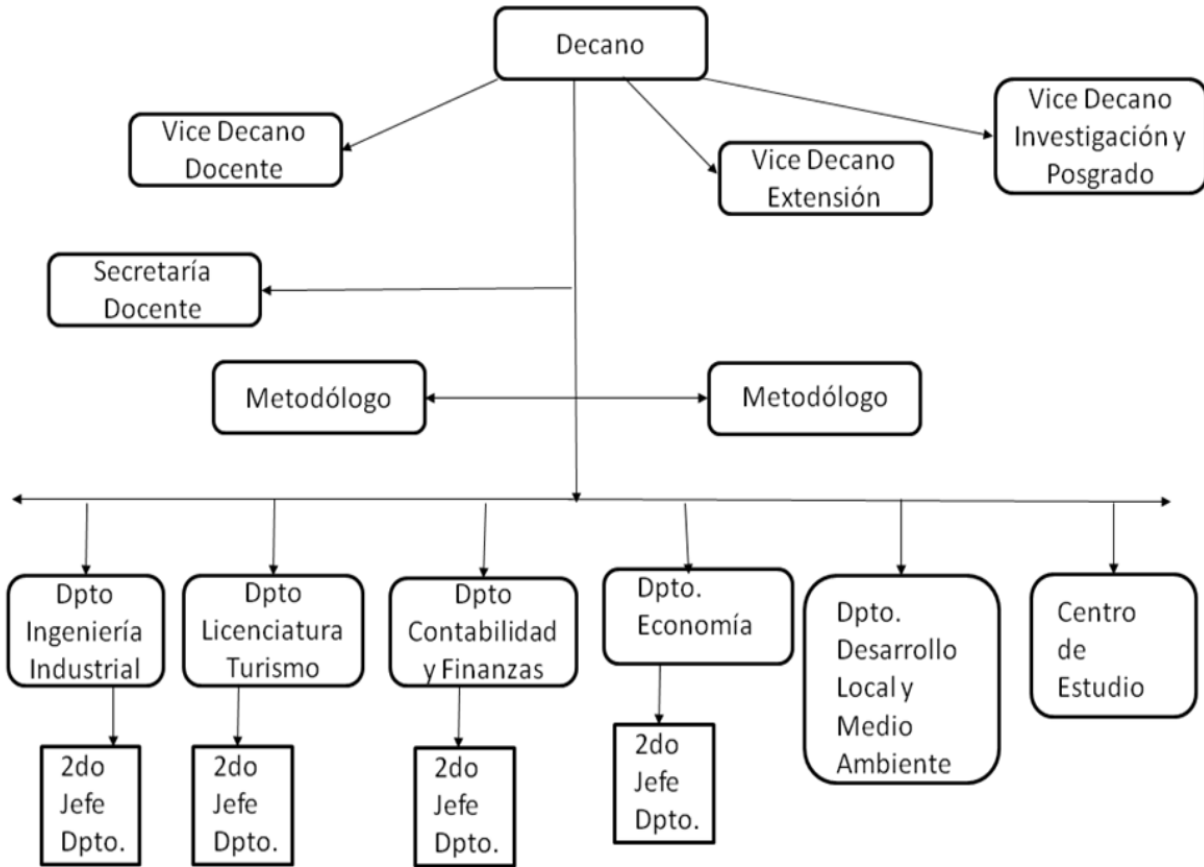 Decano
Vice Decano
Docente
Vice Decano
Extensión
Vice Decano
Investigación y
Posgrado
Secretaría
Docente
Metodólogo
Metodólogo
Dpto
Ingeniería
Industrial
Dpto
Licenciatura
Turismo
Dpto
Contabilidad
y Finanzas
Dpto.
Economía
Dpto.
Desarrollo
Local y
Medio
Ambiente
Centro
de
Estudio
2do
Jefe
Dpto.
2do
Jefe
Dpto.
2do
Jefe
Dpto.
2do
Jefe
Dpto.